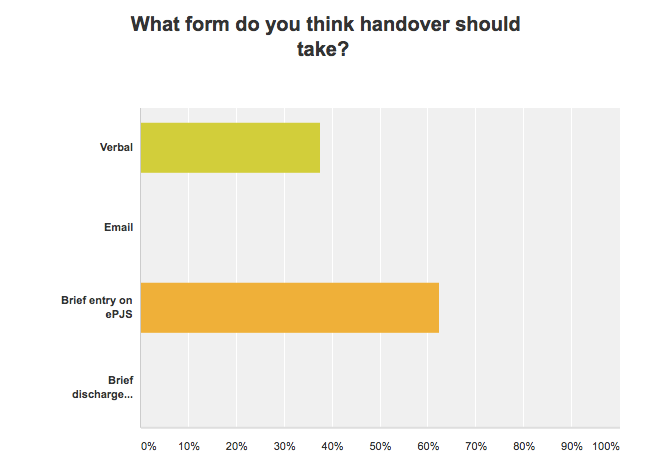 What form do you think handover should
take?
Verbal
Email
Brief entry on
ePJS
Brief
discharge...
0% 10% 20% 30% 40% 50% 60% 70% 80% 90% 100%